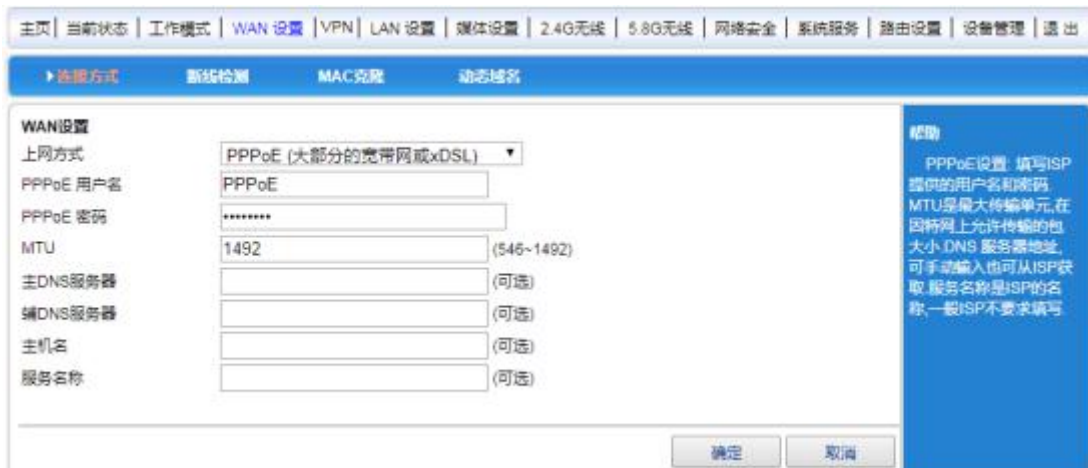 主页 | 当前状态 | 工作模式 | WAN 设置 | VPN | LAN 设置 | 媒体设置 | 2.4G无线 | 5.8G无线 | 网络安全 | 系统服务 | 路由设置 | 设备管理 | 退 出
连接方式 断线检测 MAC克隆 动态域名
WAN设置
上网方式 PPPoE (大部分的宽带网或xDSL)
PPPoE 用户名 PPPoE
PPPoE 密码 ••••••••
MTU 1492 (546~1492)
主DNS服务器 (可选)
辅DNS服务器 (可选)
主机名 (可选)
服务名称 (可选)
确定 取消
帮助
PPPoE设置: 填写ISP
提供的用户名和密码.
MTU是最大传输单元,在
因特网上允许传输的包
大小.DNS 服务器地址,
可手动输入也可从ISP获
取.服务名称是ISP的名
称,一般ISP不要求填写.